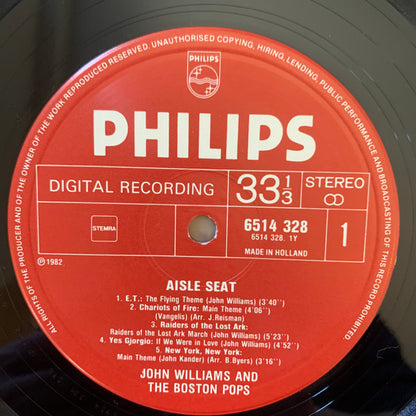 ALL RIGHTS OF THE PRODUCER AND OF THE OWNER OF THE WORK REPRODUCED RESERVED. UNAUTHORISED COPYING, HIRING, LENDING, PUBLIC PERFORMANCE AND BROADCASTING OF THIS RECORD PROHIBITED.
PHILIPS
PHILIPS
DIGITAL RECORDING
33 1/3
STEREO
STEMRA
6514 328
6514 328. 1Y
MADE IN HOLLAND
1
℗1982
AISLE SEAT
1. E.T.: The Flying Theme (John Williams) (3'40'')
2. Chariots of Fire: Main Theme (4'06'')
(Vangelis) (Arr. J.Reisman)
3. Raiders of the Lost Ark:
Raiders of the Lost Ark March (John Williams) (5'23'')
4. Yes Gjorgio: If We Were in Love (John Williams) (4'52'')
5. New York, New York:
Main Theme (John Kander) (Arr. B.Byers) (3'16'')
JOHN WILLIAMS AND
THE BOSTON POPS